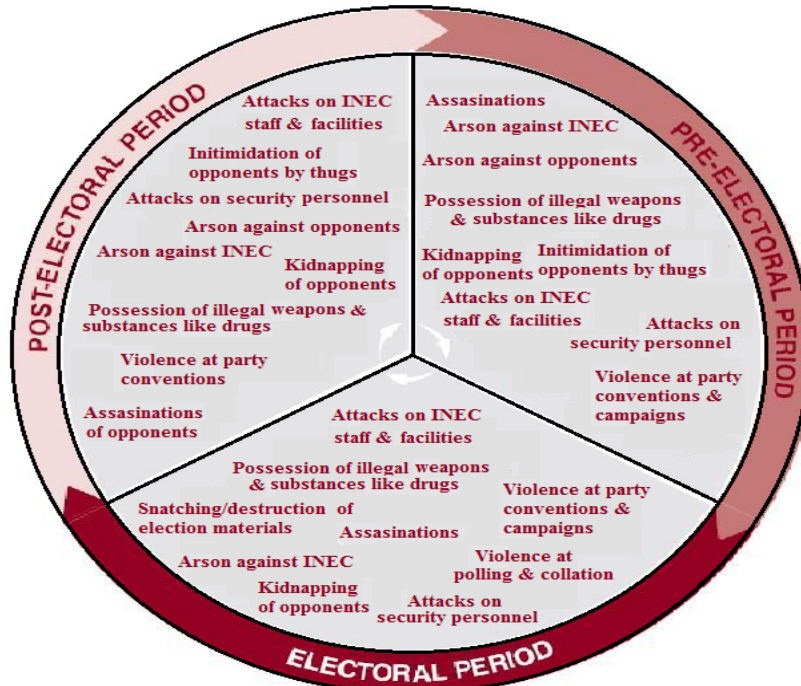 POST-ELECTORAL PERIOD
Attacks on INEC
staff & facilities
Initimidation of
opponents by thugs
Attacks on security personnel
Arson against opponents
Arson against INEC
Kidnapping
of opponents
Possession of illegal weapons &
substances like drugs
Violence at party
conventions
Assasinations
of opponents
PRE-ELECTORAL PERIOD
Assasinations
Arson against INEC
Arson against opponents
Possession of illegal weapons
& substances like drugs
Kidnapping
of opponents
Initimidation of
opponents by thugs
Attacks on INEC
staff & facilities
Attacks on
security personnel
Violence at party
conventions &
campaigns
Attacks on INEC
staff & facilities
Possession of illegal weapons
& substances like drugs
Snatching/destruction of
election materials
Assasinations
Violence at party
conventions &
campaigns
Arson against INEC
Violence at
polling & collation
Kidnapping
of opponents
Attacks on
security personnel
ELECTORAL PERIOD